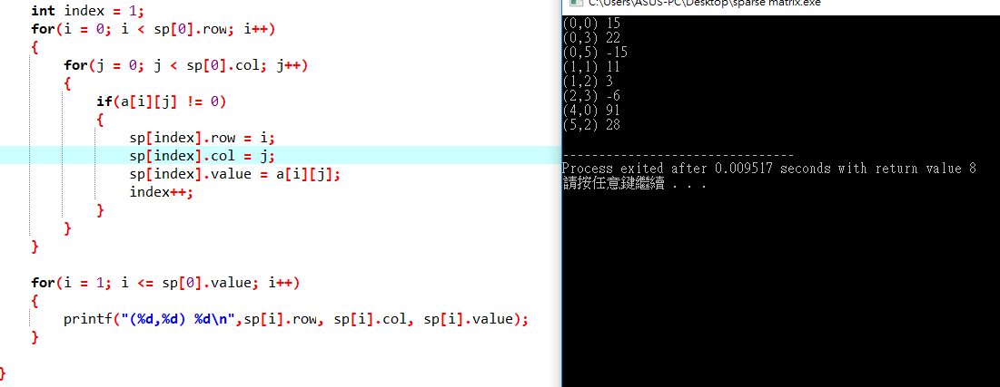 int index = 1;
for(i = 0; i < sp[0].row; i++)
{
for(j = 0; j < sp[0].col; j++)
{
if(a[i][j] != 0)
{
sp[index].row = i;
sp[index].col = j;
sp[index].value = a[i][j];
index++;
}
}
}
for(i = 1; i <= sp[0].value; i++)
{
printf("(%d,%d) %d\n",sp[i].row, sp[i].col, sp[i].value);
}
}
C:\Users\ASUS-PC\Desktop\sparse matrix.exe
(0,0) 15
(0,3) 22
(0,5) -15
(1,1) 11
(1,2) 3
(2,3) -6
(4,0) 91
(5,2) 28
--------------------------------
Process exited after 0.009517 seconds with return value 8
請按任意鍵繼續 . . .